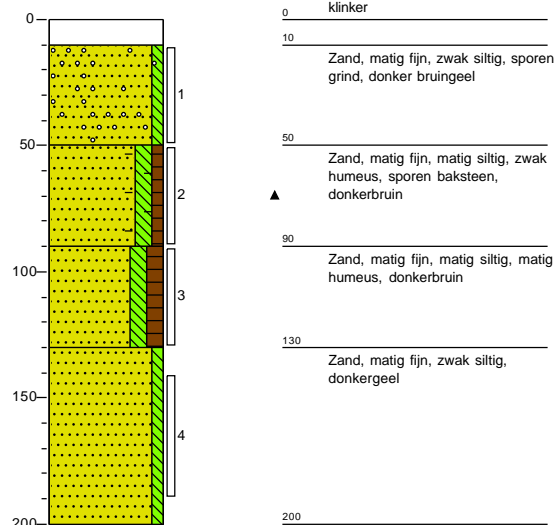 0
50
100
150
200
1
2
3
4
0
klinker
10
Zand, matig fijn, zwak siltig, sporen
grind, donker bruingeel
50
Zand, matig fijn, matig siltig, zwak
humeus, sporen baksteen,
donkerbruin
90
Zand, matig fijn, matig siltig, matig
humeus, donkerbruin
130
Zand, matig fijn, zwak siltig,
donkergeel
200